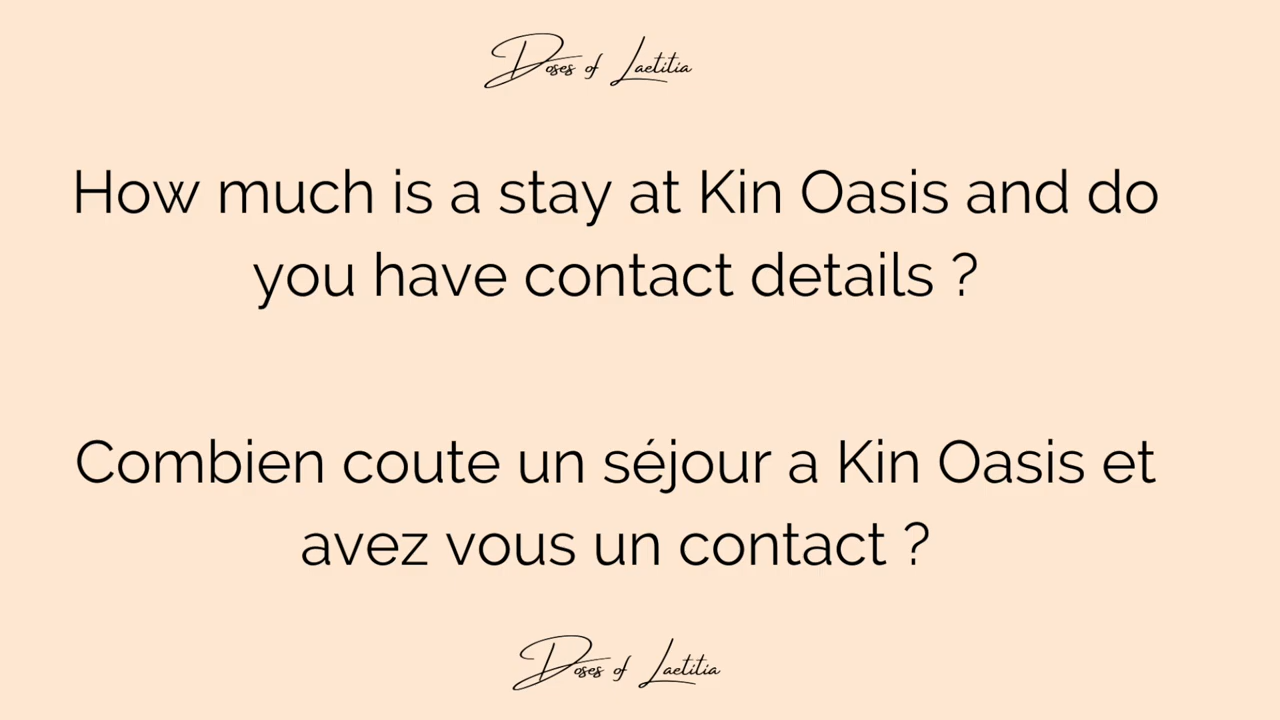 Doses of Laetitia
How much is a stay at Kin Oasis and do
you have contact details ?
Combien coute un séjour a Kin Oasis et
avez vous un contact ?
Doses of Laetitia